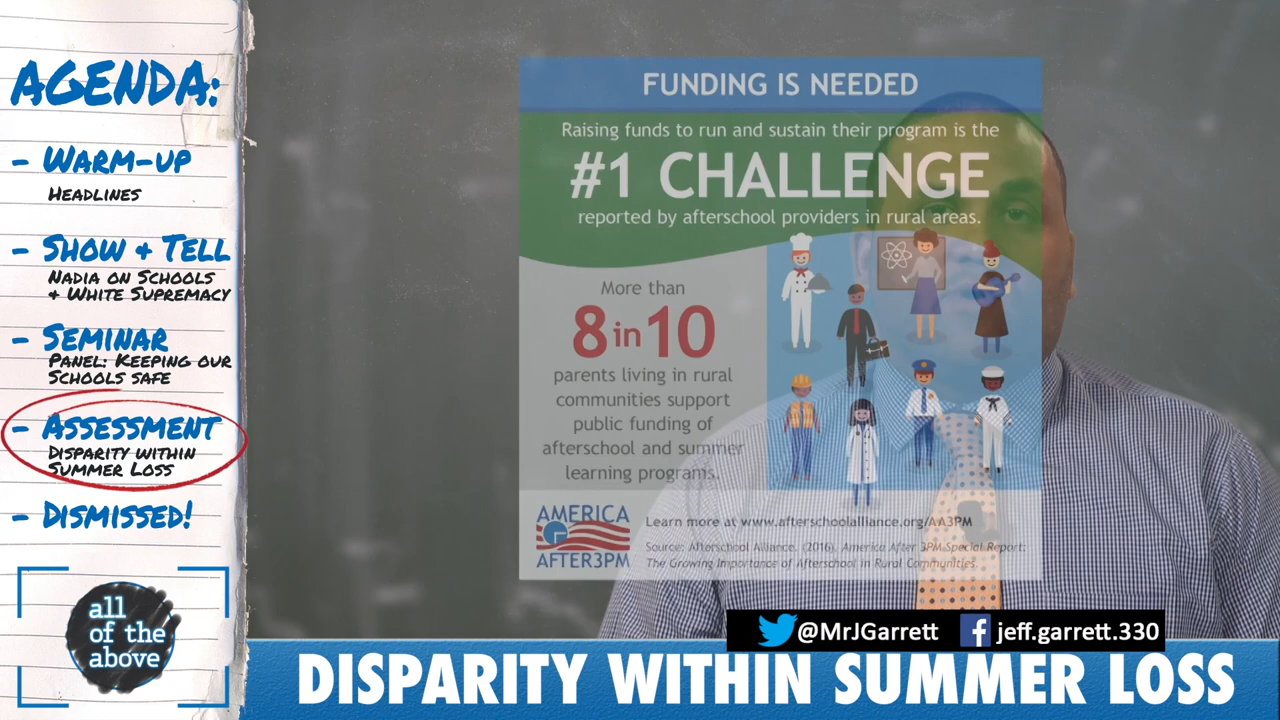 AGENDA:
- WARM-UP
HEADLINES
- SHOW + TELL
NADIA ON SCHOOLS
+ WHITE SUPREMACY
- SEMINAR
PANEL: KEEPING OUR
SCHOOLS SAFE
- ASSESSMENT
DISPARITY WITHIN
SUMMER LOSS
- DISMISSED!
all
of the
above
FUNDING IS NEEDED
Raising funds to run and sustain their program is the
#1 CHALLENGE
reported by afterschool providers in rural areas.
More than
8 in 10
parents living in rural
communities support
public funding of
afterschool and summer
learning programs.
AMERICA
AFTER3PM
Learn more at www.afterschoolalliance.org/AA3PM
Source: Afterschool Alliance. (2016). America After 3PM Special Report:
The Growing Importance of Afterschool in Rural Communities.
@MrJGarrett jeff.garrett.330
DISPARITY WITHIN SUMMER LOSS